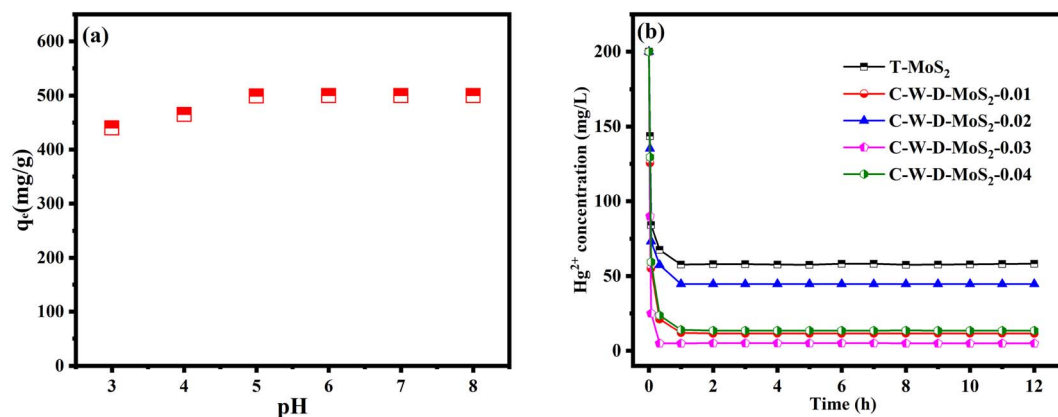 (a)
600
500
400
300
200
100
0
qe(mg/g)
3 4 5 6 7 8
pH
(b)
200
150
100
50
0
Hg2+ concentration (mg/L)
T-MoS2
C-W-D-MoS2-0.01
C-W-D-MoS2-0.02
C-W-D-MoS2-0.03
C-W-D-MoS2-0.04
0 2 4 6 8 10 12
Time (h)